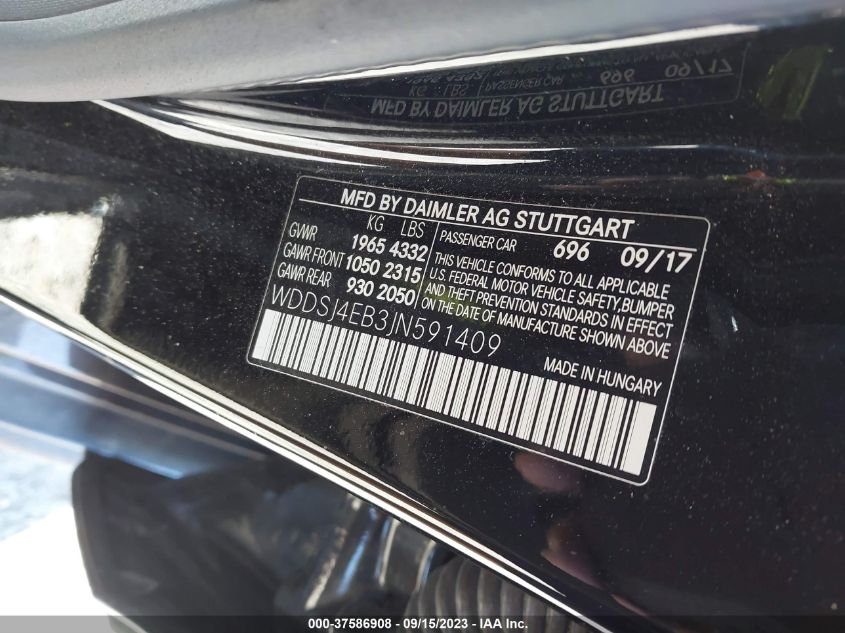 MFD BY DAIMLER AG STUTTGART
KG LBS
GVWR 1965 4332
GAWR FRONT 1050 2315
GAWR REAR 930 2050
PASSENGER CAR 696 09/17
THIS VEHICLE CONFORMS TO ALL APPLICABLE
U.S. FEDERAL MOTOR VEHICLE SAFETY, BUMPER
AND THEFT PREVENTION STANDARDS IN EFFECT
ON THE DATE OF MANUFACTURE SHOWN ABOVE
WDDSJ4EB3JN591409
MADE IN HUNGARY
000-37586908 - 09/15/2023 - IAA Inc.